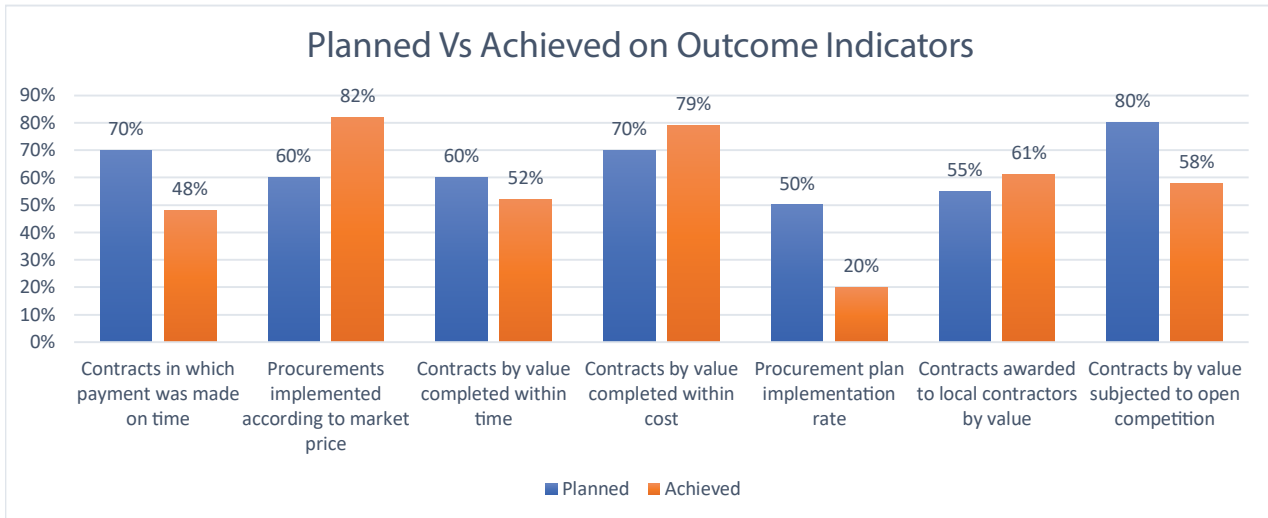 Planned Vs Achieved on Outcome Indicators
90%
80%
70%
60%
50%
40%
30%
20%
10%
0%
70%
48%
60%
82%
60%
52%
70%
79%
50%
20%
55%
61%
80%
58%
Contracts in which
payment was made
on time
Procurements
implemented
according to market
price
Contracts by value
completed within
time
Contracts by value
completed within
cost
Procurement plan
implementation
rate
Contracts awarded
to local contractors
by value
Contracts by value
subjected to open
competition
Planned
Achieved